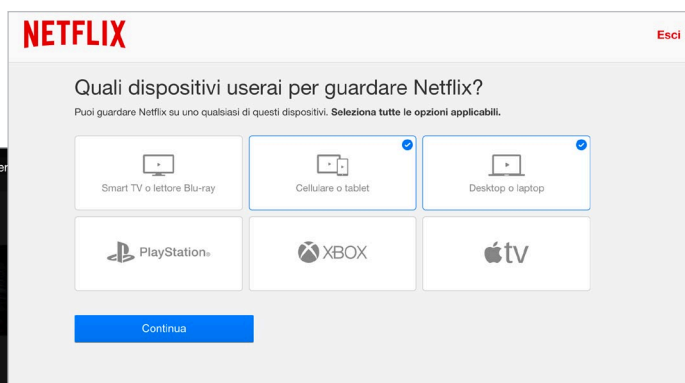 NETFLIX
Esci
Quali dispositivi userai per guardare Netflix?
Puoi guardare Netflix su uno qualsiasi di questi dispositivi. Seleziona tutte le opzioni applicabili.
Smart TV o lettore Blu-ray
Cellulare o tablet
Desktop o laptop
PlayStation®
XBOX
tv
Continua
er